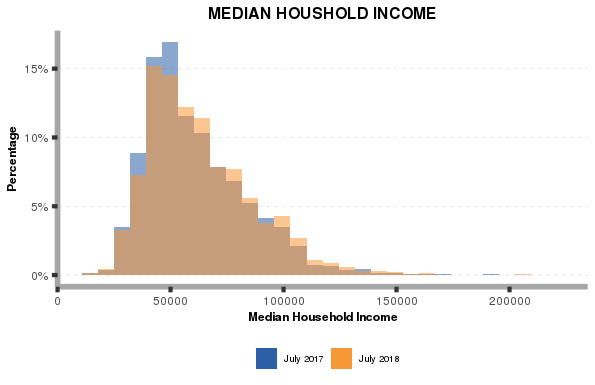 MEDIAN HOUSHOLD INCOME
15%
10%
5%
0%
Percentage
0 50000 100000 150000 200000
Median Household Income
July 2017 July 2018